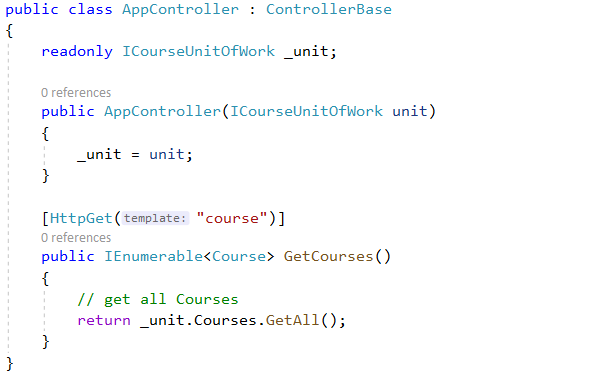 public class AppController : ControllerBase
{
readonly ICourseUnitOfWork _unit;
0 references
public AppController(ICourseUnitOfWork unit)
{
_unit = unit;
}
[HttpGet(template: "course")]
0 references
public IEnumerable<Course> GetCourses()
{
// get all Courses
return _unit.Courses.GetAll();
}
}